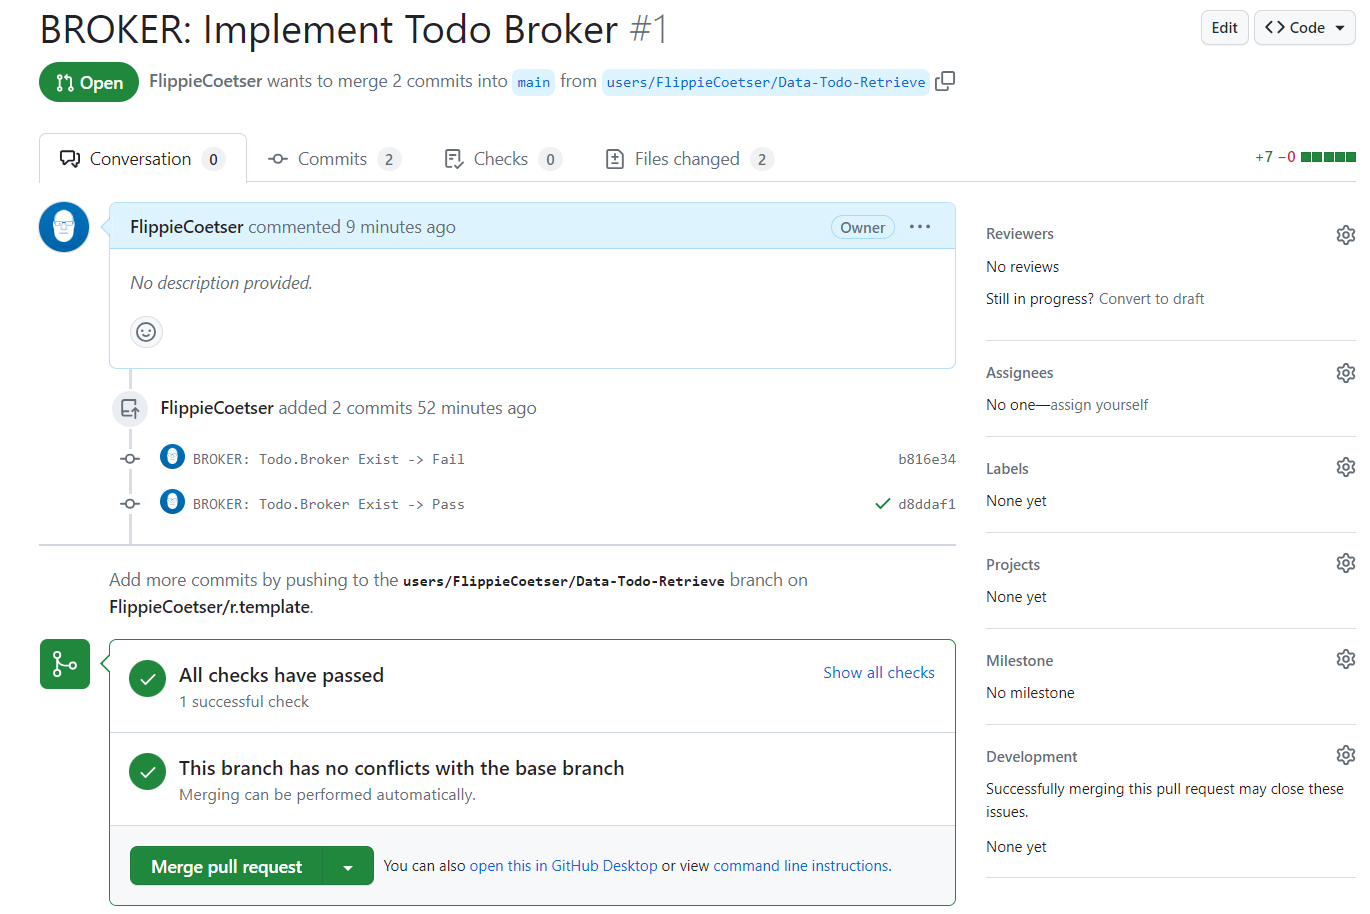 BROKER: Implement Todo Broker #1
Edit
Code
Open
FlippieCoetser wants to merge 2 commits into main from users/FlippieCoetser/Data-Todo-Retrieve
Conversation 0
Commits 2
Checks 0
Files changed 2
+7 −0
FlippieCoetser commented 9 minutes ago
Owner
No description provided.
FlippieCoetser added 2 commits 52 minutes ago
BROKER: Todo.Broker Exist -> Fail
b816e34
BROKER: Todo.Broker Exist -> Pass
d8ddaf1
Add more commits by pushing to the users/FlippieCoetser/Data-Todo-Retrieve branch on
FlippieCoetser/r.template.
All checks have passed
Show all checks
1 successful check
This branch has no conflicts with the base branch
Merging can be performed automatically.
Merge pull request
You can also open this in GitHub Desktop or view command line instructions.
Reviewers
No reviews
Still in progress? Convert to draft
Assignees
No one—assign yourself
Labels
None yet
Projects
None yet
Milestone
No milestone
Development
Successfully merging this pull request may close these
issues.
None yet